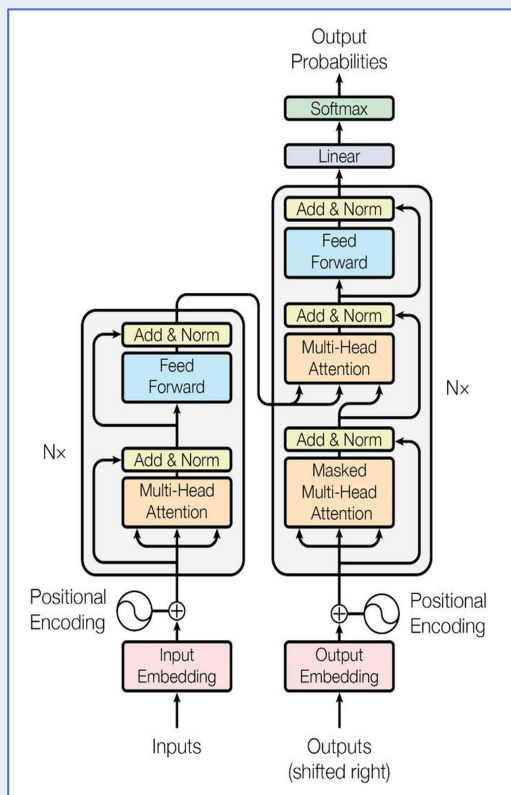 Output
Probabilities
Softmax
Linear
Add & Norm
Feed
Forward
Add & Norm
Multi-Head
Attention
Add & Norm
Masked
Multi-Head
Attention
Nx
Add & Norm
Feed
Forward
Add & Norm
Multi-Head
Attention
Nx
Positional
Encoding
Positional
Encoding
Input
Embedding
Output
Embedding
Inputs
Outputs
(shifted right)